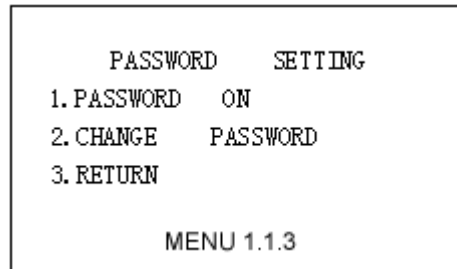 PASSWORD SETTING
1. PASSWORD ON
2. CHANGE PASSWORD
3. RETURN
MENU 1.1.3